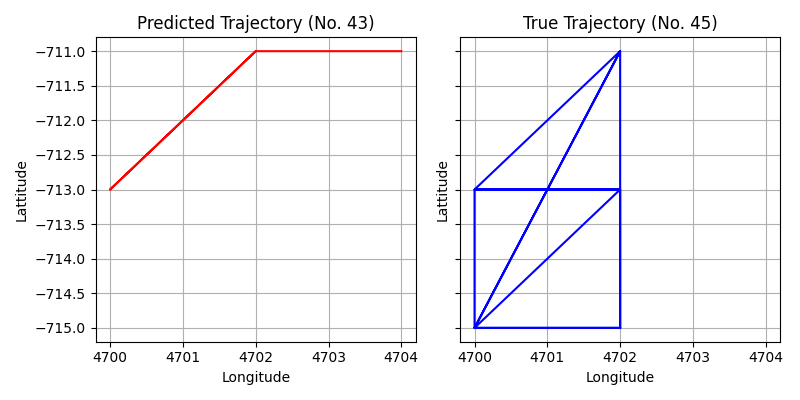 Predicted Trajectory (No. 43)
True Trajectory (No. 45)
Lattitude
−711.0
−711.5
−712.0
−712.5
−713.0
−713.5
−714.0
−714.5
−715.0
4700 4701 4702 4703 4704
Longitude
Lattitude
4700 4701 4702 4703 4704
Longitude